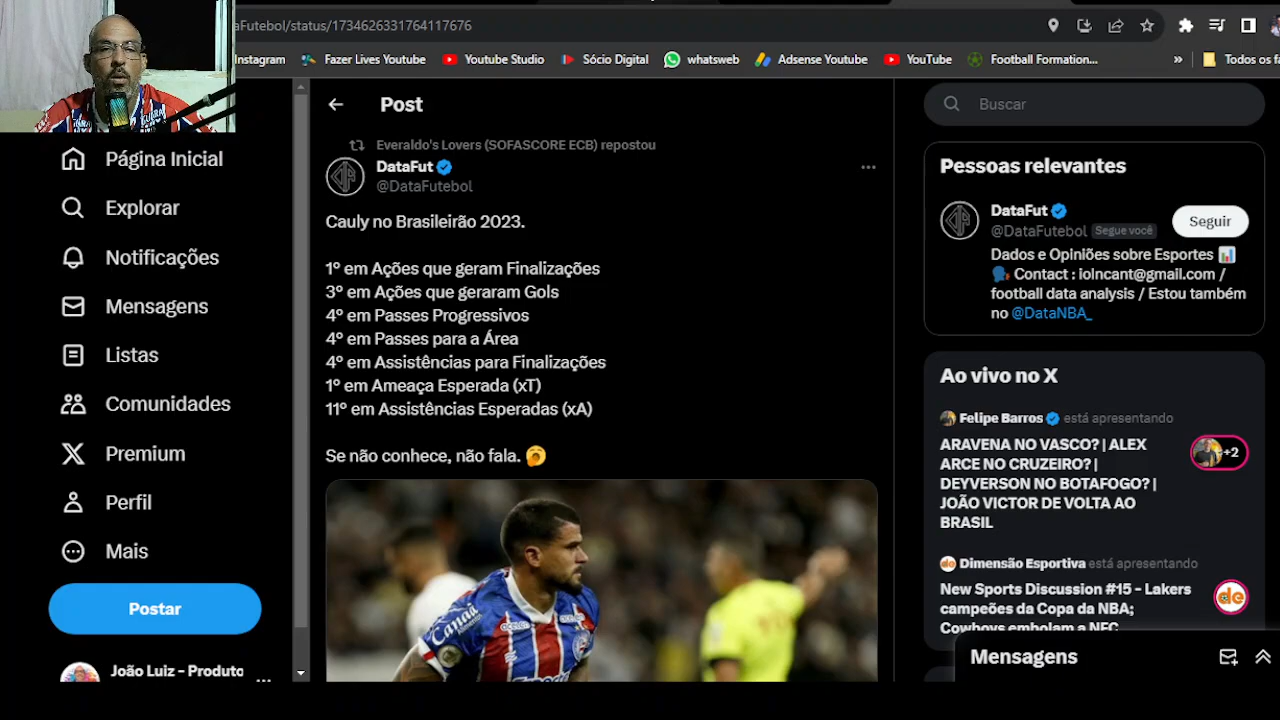 aFutebol/status/1734626331764117676
Instagram
Fazer Lives Youtube
Youtube Studio
Sócio Digital
whatsweb
Adsense Youtube
YouTube
Football Formation...
»
Todos os fa
Página Inicial
Explorar
Notificações
Mensagens
Listas
Comunidades
Premium
Perfil
Mais
Postar
João Luiz - Produto
...
Post
Everaldo's Lovers (SOFASCORE ECB) repostou
DataFut
@DataFutebol
Cauly no Brasileirão 2023.
1º em Ações que geram Finalizações
3º em Ações que geraram Gols
4º em Passes Progressivos
4º em Passes para a Área
4º em Assistências para Finalizações
1º em Ameaça Esperada (xT)
11º em Assistências Esperadas (xA)
Se não conhece, não fala. 🥱
Canaã
Buscar
Pessoas relevantes
DataFut
@DataFutebol Segue você
Seguir
Dados e Opiniões sobre Esportes 📊
🗣️ Contact : iolncant@gmail.com /
football data analysis / Estou também
no @DataNBA_
Ao vivo no X
Felipe Barros está apresentando
ARAVENA NO VASCO? | ALEX
ARCE NO CRUZEIRO? |
DEYVERSON NO BOTAFOGO? |
JOÃO VICTOR DE VOLTA AO
BRASIL
+2
Dimensão Esportiva está apresentando
New Sports Discussion #15 - Lakers
campeões da Copa da NBA;
Cowboys embolam a NFC
de
Mensagens